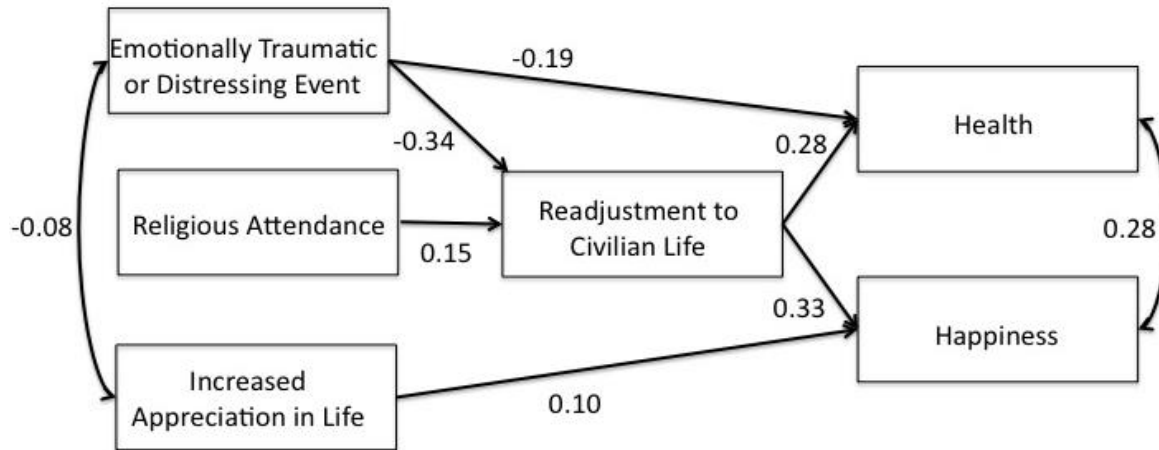 Emotionally Traumatic
or Distressing Event
-0.19
Health
-0.34
0.28
-0.08
Religious Attendance
0.15
Readjustment to
Civilian Life
0.28
0.33
Happiness
Increased
Appreciation in Life
0.10